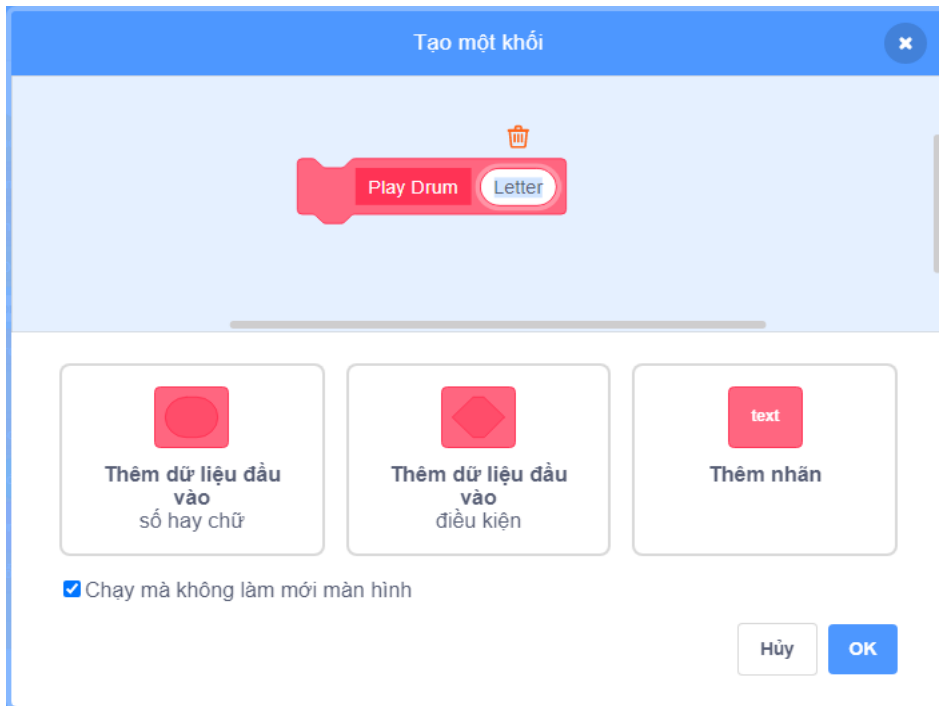 Tạo một khối
Play Drum Letter
text
Thêm dữ liệu đầu
vào
số hay chữ
Thêm dữ liệu đầu
vào
điều kiện
Thêm nhãn
Chạy mà không làm mới màn hình
Hủy OK